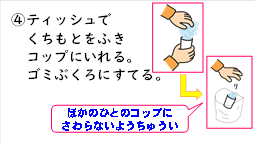 ④ティッシュで
くちもとをふき
コップにいれる。
ゴミぶくろにすてる。
ほかのひとのコップに
さわらないようちゅうい